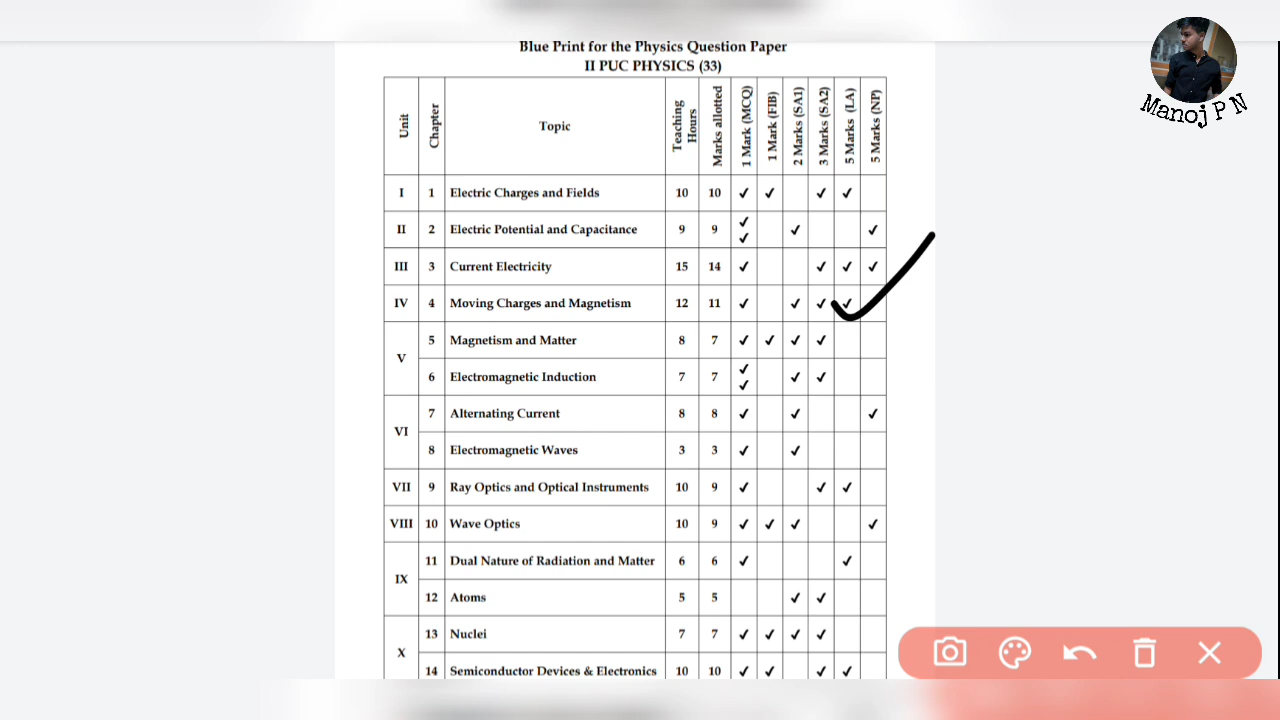 Blue Print for the Physics Question Paper
II PUC PHYSICS (33)
Unit Chapter Topic Teaching Hours Marks allotted 1 Mark (MCQ) 1 Mark (FIB) 2 Marks (SA1) 3 Marks (SA2) 5 Marks (LA) 5 Marks (NP)
I 1 Electric Charges and Fields 10 10 ✓ ✓ ✓ ✓
II 2 Electric Potential and Capacitance 9 9 ✓ ✓ ✓ ✓
III 3 Current Electricity 15 14 ✓ ✓ ✓ ✓
IV 4 Moving Charges and Magnetism 12 11 ✓ ✓ ✓ ✓
V 5 Magnetism and Matter 8 7 ✓ ✓ ✓ ✓
6 Electromagnetic Induction 7 7 ✓ ✓ ✓ ✓
VI 7 Alternating Current 8 8 ✓ ✓ ✓
8 Electromagnetic Waves 3 3 ✓ ✓
VII 9 Ray Optics and Optical Instruments 10 9 ✓ ✓ ✓
VIII 10 Wave Optics 10 9 ✓ ✓ ✓ ✓
IX 11 Dual Nature of Radiation and Matter 6 6 ✓ ✓
12 Atoms 5 5 ✓ ✓
X 13 Nuclei 7 7 ✓ ✓ ✓ ✓
14 Semiconductor Devices & Electronics 10 10 ✓ ✓ ✓ ✓
Manoj P N